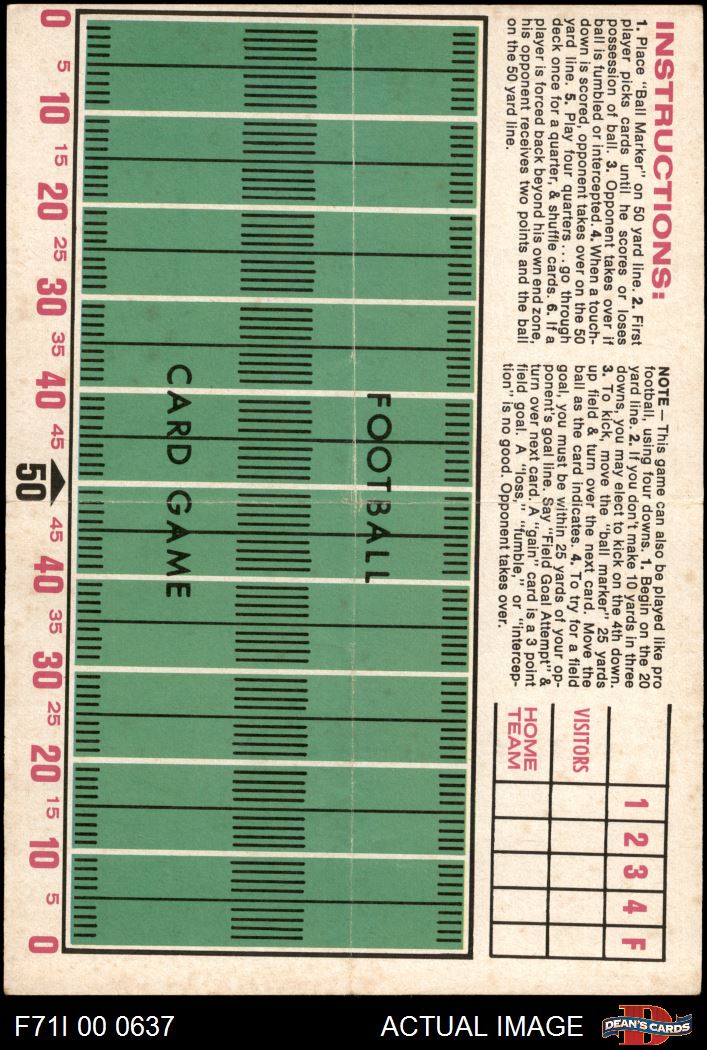 INSTRUCTIONS:
1. Place "Ball Marker" on 50 yard line. 2. First
player picks cards until he scores or loses
possession of ball. 3. Opponent takes over if
ball is fumbled or intercepted. 4. When a touch-
down is scored, opponent takes over on the 50
yard line. 5. Play four quarters ... go through
deck once for a quarter, & shuffle cards. 6. If a
player is forced back beyond his own end zone,
his opponent receives two points and the ball
on the 50 yard line.
NOTE — This game can also be played like pro
football, using four downs. 1. Begin on the 20
yard line. 2. If you don't make 10 yards in three
downs, you may elect to kick on the 4th down.
3. To kick, move the "ball marker" 25 yards
up field & turn over the next card. Move the
ball as the card indicates. 4. To try for a field
goal, you must be within 25 yards of your op-
ponent's goal line. Say "Field Goal Attempt" &
turn over next card. A "gain" card is a 3 point
field goal. A "loss," "fumble," or "intercep-
tion" is no good. Opponent takes over.
1 2 3 4 F
VISITORS
HOME
TEAM
FOOTBALL
CARD GAME
0 5 10 15 20 25 30 35 40 45 50 45 40 35 30 25 20 15 10 5 0
F71I 00 0637
ACTUAL IMAGE
D
DEAN'S CARDS